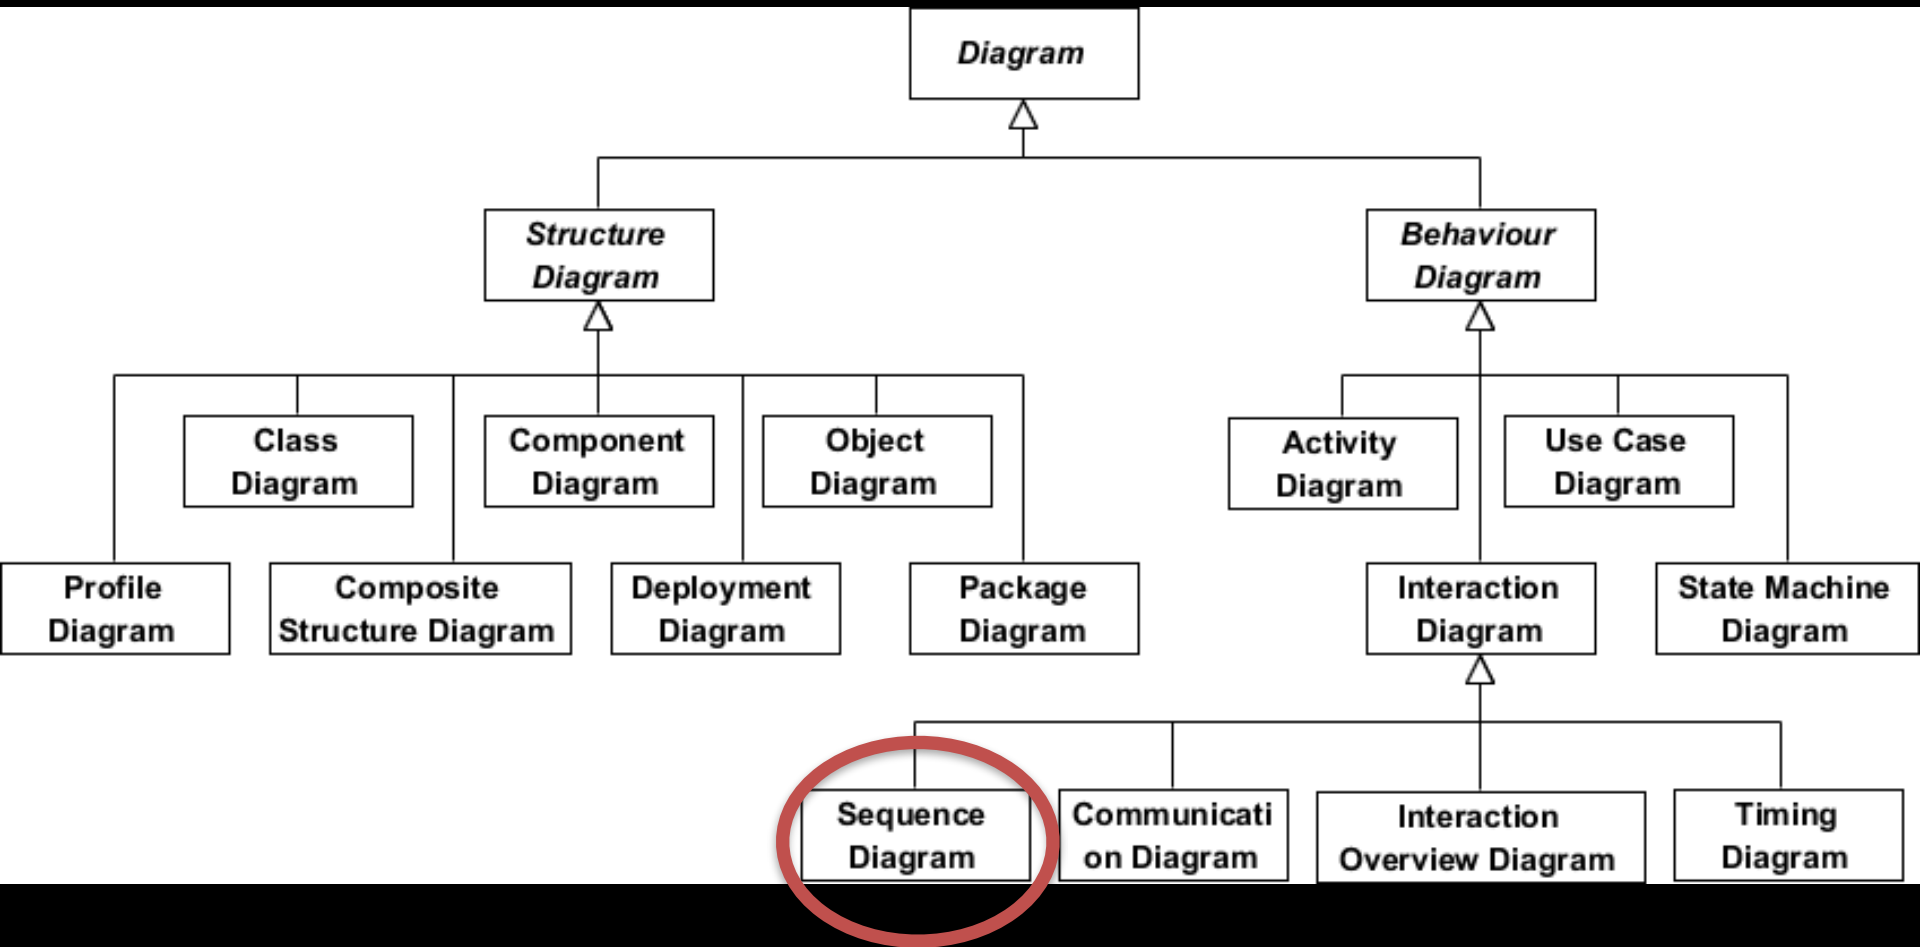 Diagram
Structure
Diagram
Behaviour
Diagram
Class
Diagram
Component
Diagram
Object
Diagram
Activity
Diagram
Use Case
Diagram
Profile
Diagram
Composite
Structure Diagram
Deployment
Diagram
Package
Diagram
Interaction
Diagram
State Machine
Diagram
Sequence
Diagram
Communicati
on Diagram
Interaction
Overview Diagram
Timing
Diagram